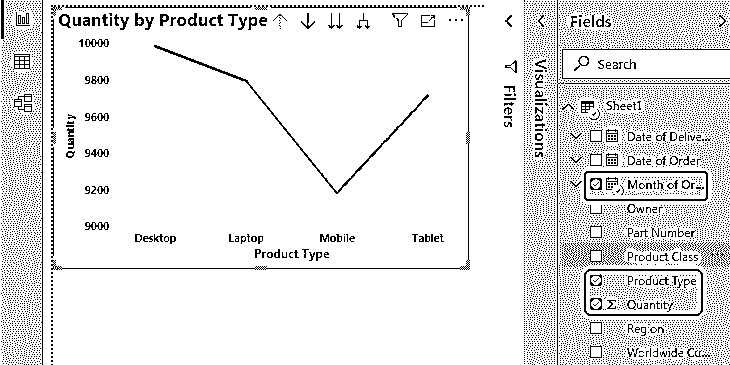 Quantity by Product Type
10000
9800
9600
9400
9200
9000
Quantity
Desktop Laptop Mobile Tablet
Product Type
Filters
Visualizations
Fields
Search
Sheet1
Date of Delive...
Date of Order
Month of Or...
Owner
Part Number
Product Class
Product Type
Σ Quantity
Region
Worldwide Cu...